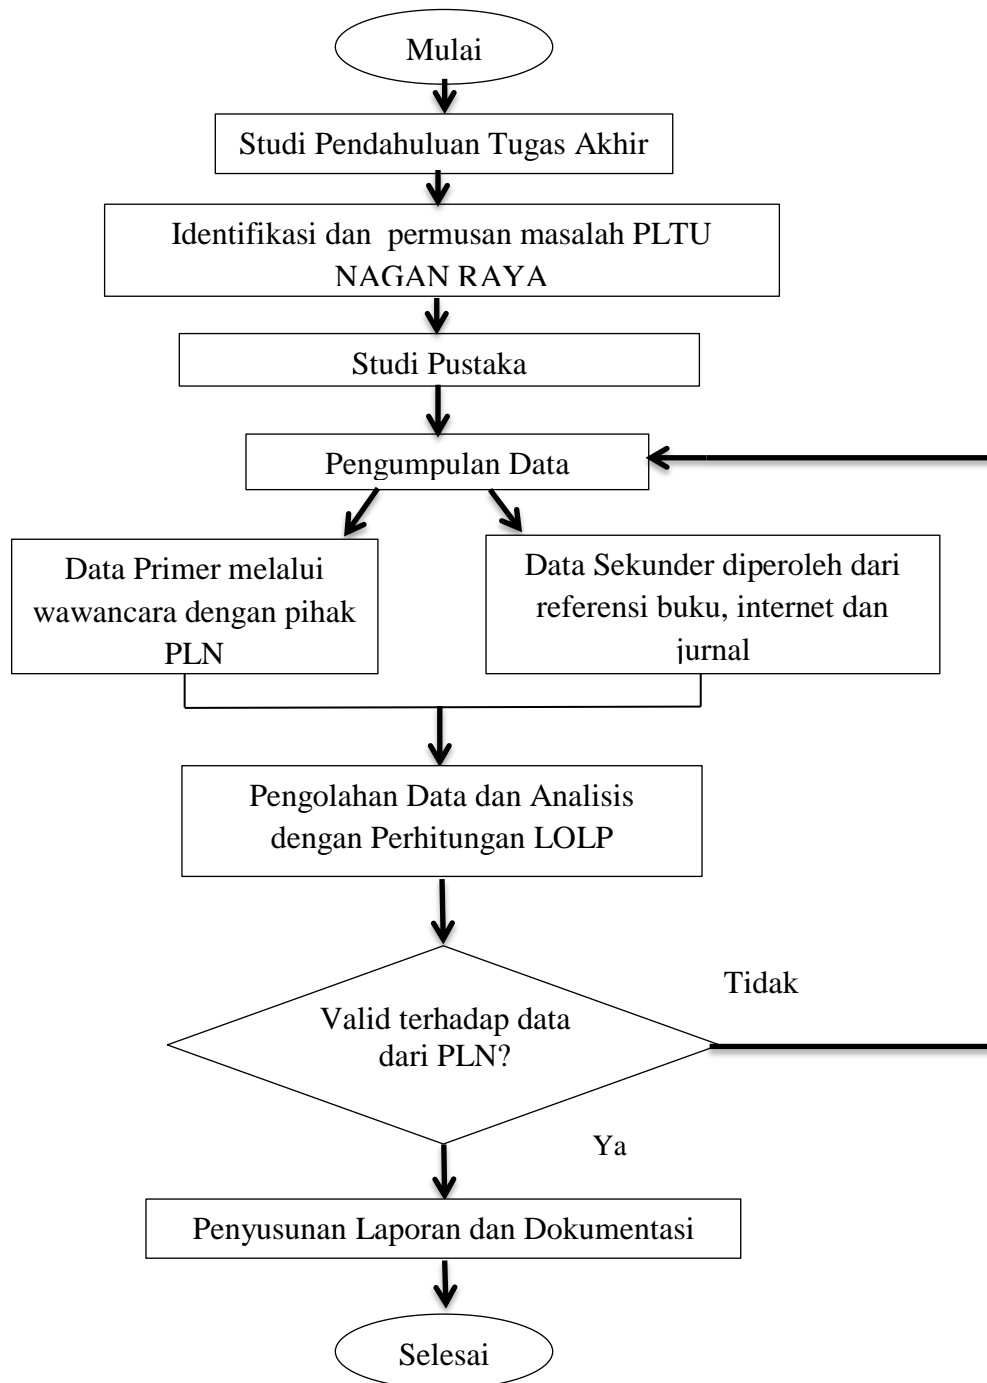 Mulai
Studi Pendahuluan Tugas Akhir
Identifikasi dan permusan masalah PLTU
NAGAN RAYA
Studi Pustaka
Pengumpulan Data
Data Primer melalui
wawancara dengan pihak
PLN
Data Sekunder diperoleh dari
referensi buku, internet dan
jurnal
Pengolahan Data dan Analisis
dengan Perhitungan LOLP
Valid terhadap data
dari PLN?
Tidak
Ya
Penyusunan Laporan dan Dokumentasi
Selesai